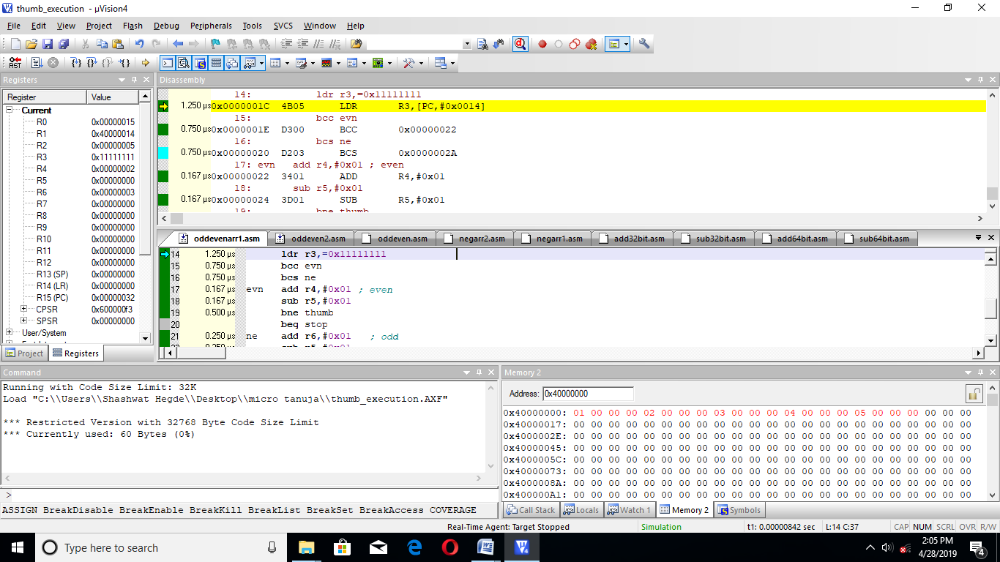 thumb_execution - µVision4
File Edit View Project Flash Debug Peripherals Tools SVCS Window Help
Registers
Register Value
Current
R0 0x00000015
R1 0x40000014
R2 0x00000005
R3 0x11111111
R4 0x00000002
R5 0x00000000
R6 0x00000003
R7 0x00000000
R8 0x00000000
R9 0x00000000
R10 0x00000000
R11 0x00000000
R12 0x00000000
R13 (SP) 0x00000000
R14 (LR) 0x00000000
R15 (PC) 0x00000032
CPSR 0x600000f3
SPSR 0x00000000
User/System
Project Registers
Disassembly
14: ldr r3,=0x11111111
1.250 µs 0x0000001C 4B05 LDR R3,[PC,#0x0014]
15: bcc evn
0.750 µs 0x0000001E D300 BCC 0x00000022
16: bcs ne
0.750 µs 0x00000020 D203 BCS 0x0000002A
17: evn add r4,#0x01 ; even
0.167 µs 0x00000022 3401 ADD R4,#0x01
18: sub r5,#0x01
0.167 µs 0x00000024 3D01 SUB R5,#0x01
19: bne thumb
oddevenarr1.asm oddeven2.asm oddeven.asm negarr2.asm negarr1.asm add32bit.asm sub32bit.asm add64bit.asm sub64bit.asm
14 1.250 µs ldr r3,=0x11111111
15 0.750 µs bcc evn
16 0.750 µs bcs ne
17 0.167 µs evn add r4,#0x01 ; even
18 0.167 µs sub r5,#0x01
19 0.500 µs bne thumb
20 beq stop
21 0.250 µs ne add r6,#0x01 ; odd
Command
Running with Code Size Limit: 32K
Load "C:\\Users\\Shashwat Hegde\\Desktop\\micro tanuja\\thumb_execution.AXF"
*** Restricted Version with 32768 Byte Code Size Limit
*** Currently used: 60 Bytes (0%)
>
ASSIGN BreakDisable BreakEnable BreakKill BreakList BreakSet BreakAccess COVERAGE
Memory 2
Address: 0x40000000
0x40000000: 01 00 00 00 02 00 00 00 03 00 00 00 04 00 00 00 05 00 00 00 00 00 00
0x40000017: 00 00 00 00 00 00 00 00 00 00 00 00 00 00 00 00 00 00 00 00 00 00 00
0x4000002E: 00 00 00 00 00 00 00 00 00 00 00 00 00 00 00 00 00 00 00 00 00 00 00
0x40000045: 00 00 00 00 00 00 00 00 00 00 00 00 00 00 00 00 00 00 00 00 00 00 00
0x4000005C: 00 00 00 00 00 00 00 00 00 00 00 00 00 00 00 00 00 00 00 00 00 00 00
0x40000073: 00 00 00 00 00 00 00 00 00 00 00 00 00 00 00 00 00 00 00 00 00 00 00
0x4000008A: 00 00 00 00 00 00 00 00 00 00 00 00 00 00 00 00 00 00 00 00 00 00 00
0x400000A1: 00 00 00 00 00 00 00 00 00 00 00 00 00 00 00 00 00 00 00 00 00 00 00
Call Stack Locals Watch 1 Memory 2 Symbols
Real-Time Agent: Target Stopped Simulation t1: 0.00000842 sec L:14 C:37 CAP NUM SCRL OVR R/W
Type here to search
2:05 PM
4/28/2019
4